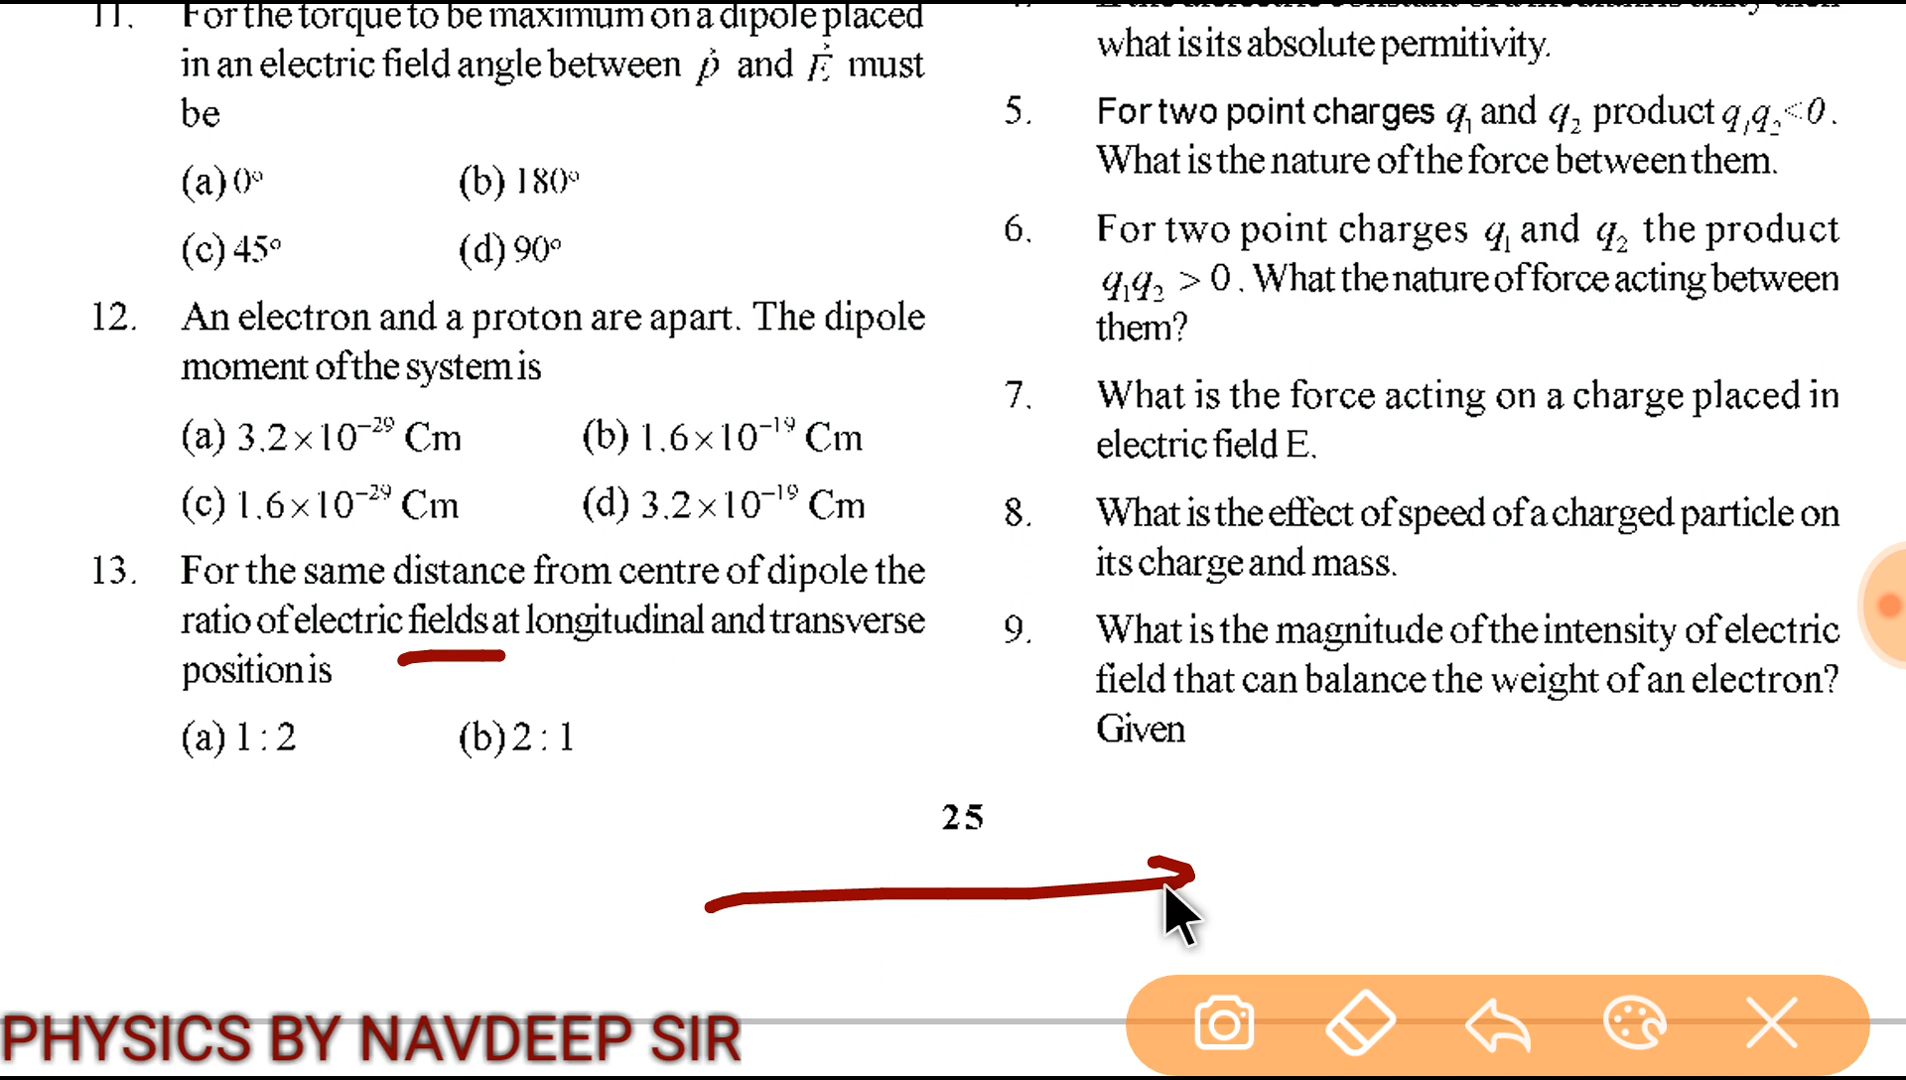 11. For the torque to be maximum on a dipole placed
in an electric field angle between p⃗ and E⃗ must
be
(a) 0° (b) 180°
(c) 45° (d) 90°
12. An electron and a proton are apart. The dipole
moment of the system is
(a) 3.2×10⁻²⁹ Cm (b) 1.6×10⁻¹⁹ Cm
(c) 1.6×10⁻²⁹ Cm (d) 3.2×10⁻¹⁹ Cm
13. For the same distance from centre of dipole the
ratio of electric fields at longitudinal and transverse
position is
(a) 1 : 2 (b) 2 : 1
what is its absolute permitivity.
5. For two point charges q₁ and q₂ product q₁q₂<0.
What is the nature of the force between them.
6. For two point charges q₁ and q₂ the product
q₁q₂ > 0. What the nature of force acting between
them?
7. What is the force acting on a charge placed in
electric field E.
8. What is the effect of speed of a charged particle on
its charge and mass.
9. What is the magnitude of the intensity of electric
field that can balance the weight of an electron?
Given
25
PHYSICS BY NAVDEEP SIR